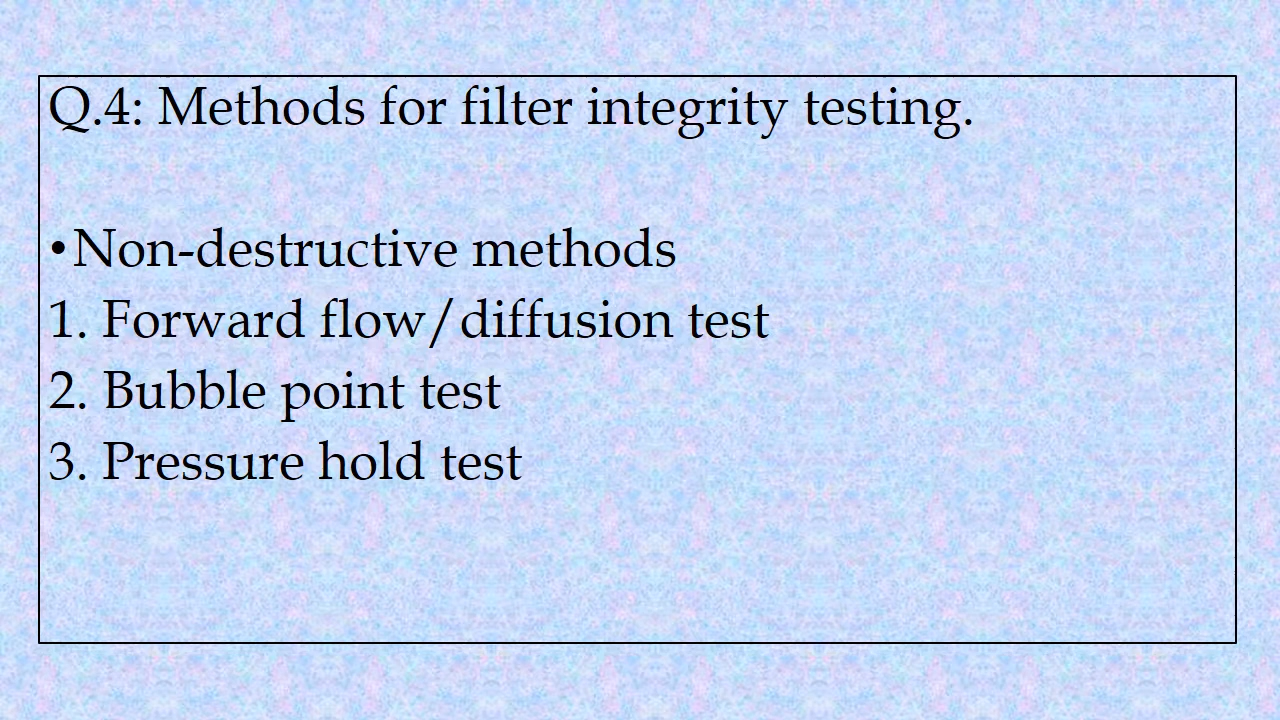 Q.4: Methods for filter integrity testing.
•Non-destructive methods
1. Forward flow/diffusion test
2. Bubble point test
3. Pressure hold test